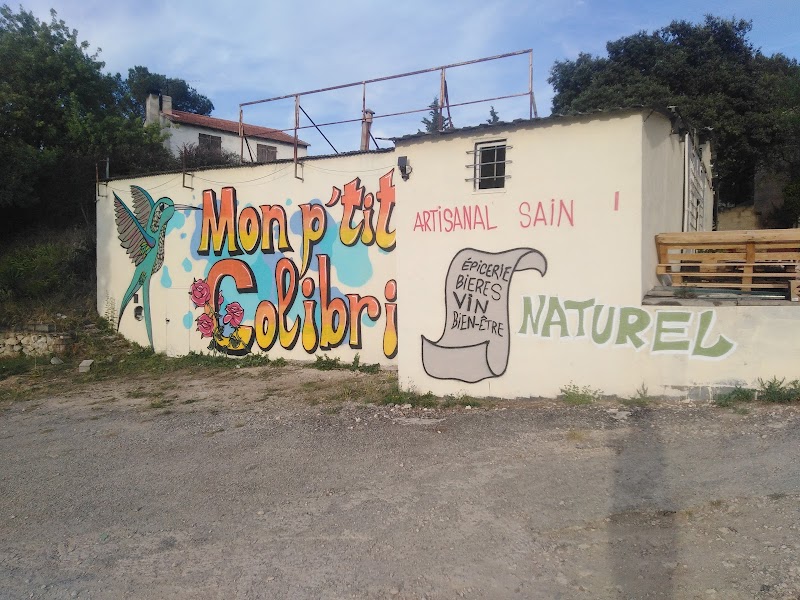 Mon p'tit
Colibri
ARTISANAL SAIN
ÉPICERIE
BIERES
VIN
BIEN-ÊTRE
NATUREL